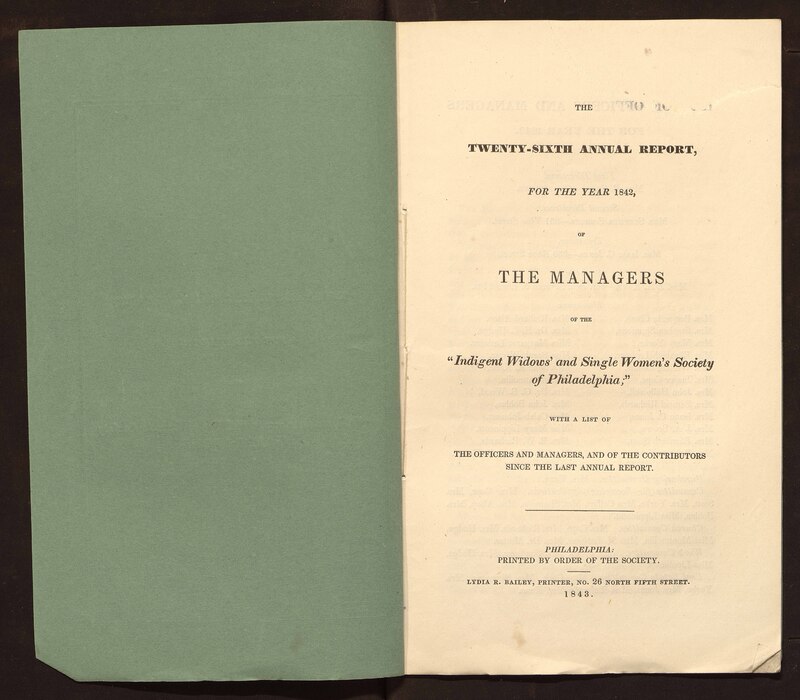 THE
TWENTY-SIXTH ANNUAL REPORT,
FOR THE YEAR 1842,
OF
THE MANAGERS
OF THE
"Indigent Widows' and Single Women's Society
of Philadelphia;"
WITH A LIST OF
THE OFFICERS AND MANAGERS, AND OF THE CONTRIBUTORS
SINCE THE LAST ANNUAL REPORT.
PHILADELPHIA:
PRINTED BY ORDER OF THE SOCIETY.
LYDIA R. BAILEY, PRINTER, NO. 26 NORTH FIFTH STREET.
1843.